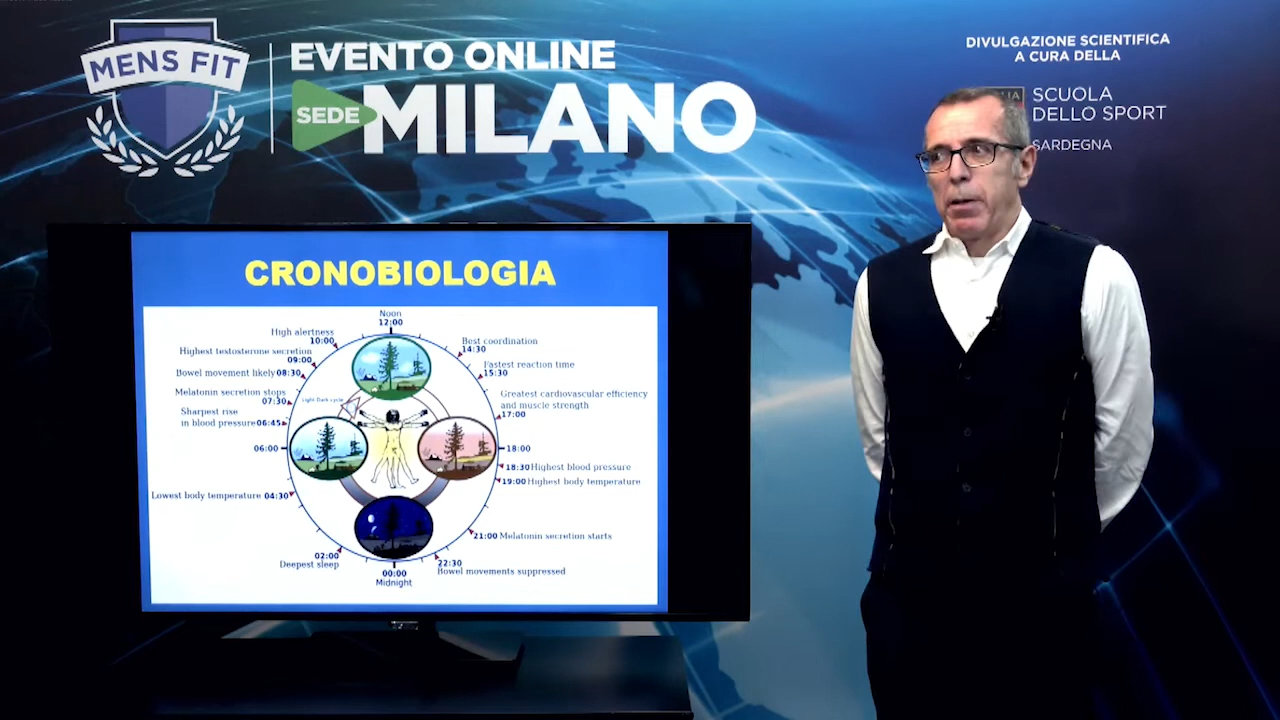 MENS FIT
EVENTO ONLINE
SEDE
MILANO
DIVULGAZIONE SCIENTIFICA
A CURA DELLA
SCUOLA
DELLO SPORT
SARDEGNA
CRONOBIOLOGIA
Noon
12:00
High alertness
10:00
Highest testosterone secretion
09:00
Bowel movement likely 08:30
Melatonin secretion stops
07:30
Sharpest rise
in blood pressure 06:45
06:00
Lowest body temperature 04:30
02:00
Deepest sleep
00:00
Midnight
Light Dark cycle
Best coordination
14:30
Fastest reaction time
15:30
Greatest cardiovascular efficiency
and muscle strength
17:00
18:00
18:30 Highest blood pressure
19:00 Highest body temperature
21:00 Melatonin secretion starts
22:30
Bowel movements suppressed